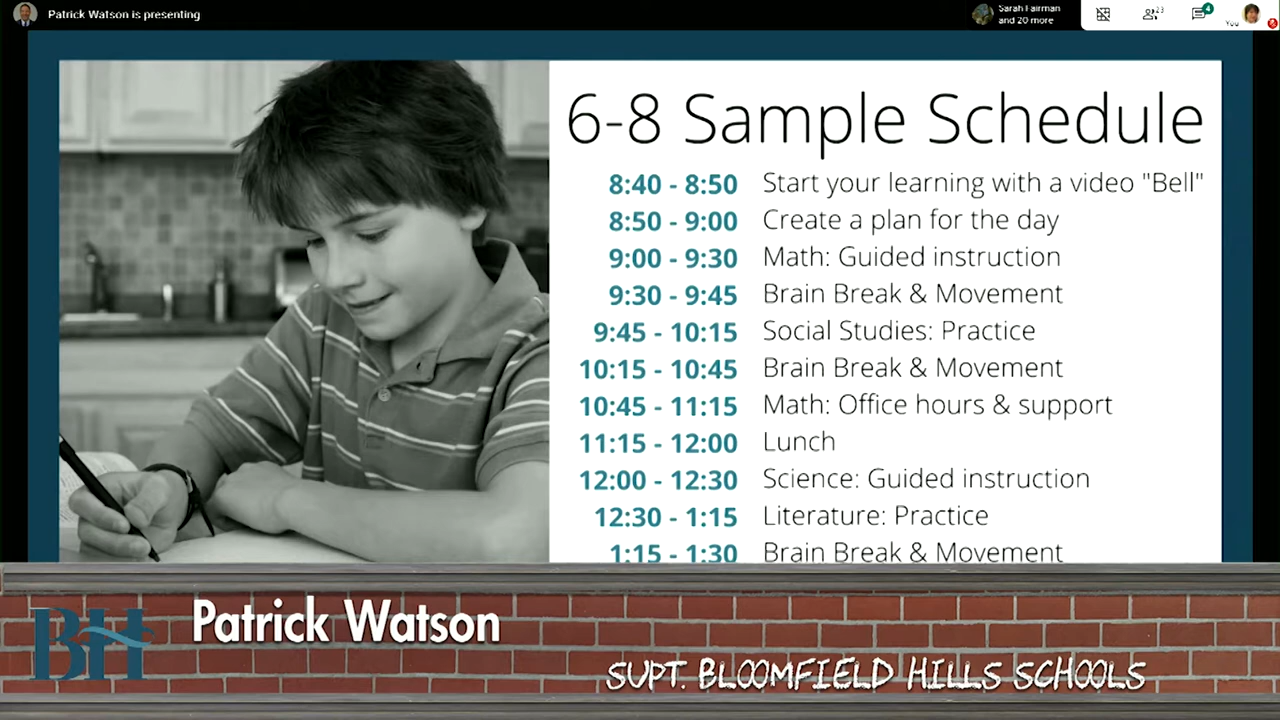 Patrick Watson is presenting
Sarah Fairman
and 20 more
23
4
You
6-8 Sample Schedule
8:40 - 8:50 Start your learning with a video "Bell"
8:50 - 9:00 Create a plan for the day
9:00 - 9:30 Math: Guided instruction
9:30 - 9:45 Brain Break & Movement
9:45 - 10:15 Social Studies: Practice
10:15 - 10:45 Brain Break & Movement
10:45 - 11:15 Math: Office hours & support
11:15 - 12:00 Lunch
12:00 - 12:30 Science: Guided instruction
12:30 - 1:15 Literature: Practice
1:15 - 1:30 Brain Break & Movement
BH
Patrick Watson
SUPT. BLOOMFIELD HILLS SCHOOLS